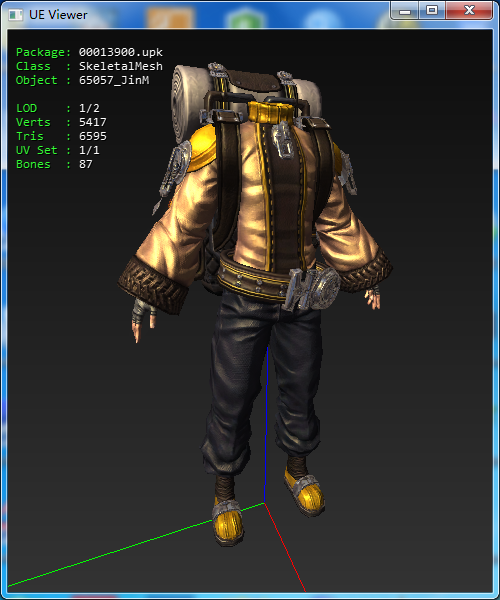 UE Viewer
Package: 00013900.upk
Class : SkeletalMesh
Object : 65057_JinM
LOD : 1/2
Verts : 5417
Tris : 6595
UV Set : 1/1
Bones : 87